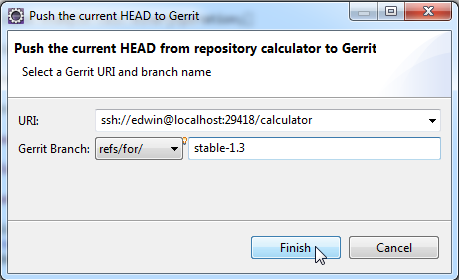 Push the current HEAD to Gerrit
Push the current HEAD from repository calculator to Gerrit
Select a Gerrit URI and branch name
URI: ssh://edwin@localhost:29418/calculator
Gerrit Branch: refs/for/ stable-1.3
Finish Cancel